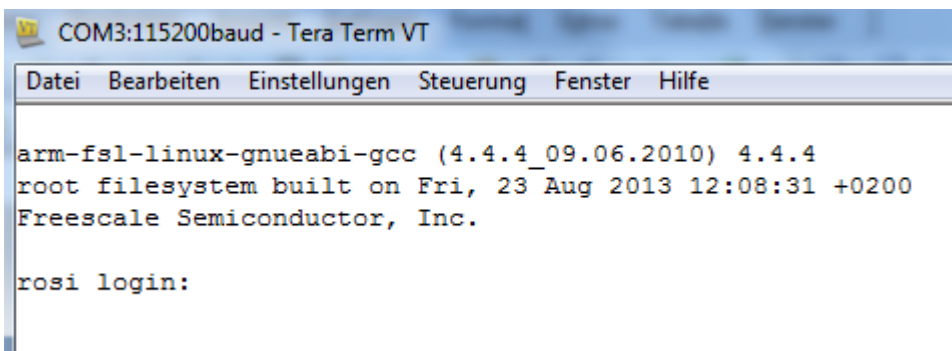 COM3:115200baud - Tera Term VT
Datei Bearbeiten Einstellungen Steuerung Fenster Hilfe
arm-fsl-linux-gnueabi-gcc (4.4.4_09.06.2010) 4.4.4
root filesystem built on Fri, 23 Aug 2013 12:08:31 +0200
Freescale Semiconductor, Inc.
rosi login: